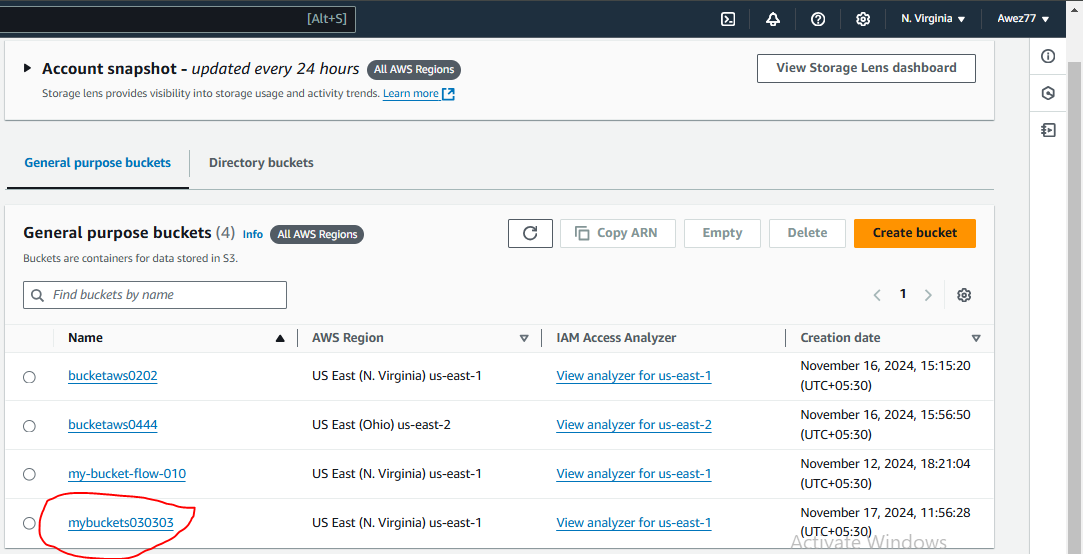 [Alt+S]
N. Virginia
Awez77
Account snapshot - updated every 24 hours All AWS Regions
View Storage Lens dashboard
Storage lens provides visibility into storage usage and activity trends. Learn more
General purpose buckets
Directory buckets
General purpose buckets (4) Info All AWS Regions
Copy ARN
Empty
Delete
Create bucket
Buckets are containers for data stored in S3.
Find buckets by name
1
Name AWS Region IAM Access Analyzer Creation date
bucketaws0202 US East (N. Virginia) us-east-1 View analyzer for us-east-1 November 16, 2024, 15:15:20
(UTC+05:30)
bucketaws0444 US East (Ohio) us-east-2 View analyzer for us-east-2 November 16, 2024, 15:56:50
(UTC+05:30)
my-bucket-flow-010 US East (N. Virginia) us-east-1 View analyzer for us-east-1 November 12, 2024, 18:21:04
(UTC+05:30)
mybuckets030303 US East (N. Virginia) us-east-1 View analyzer for us-east-1 November 17, 2024, 11:56:28
(UTC+05:30)
Activate Windows